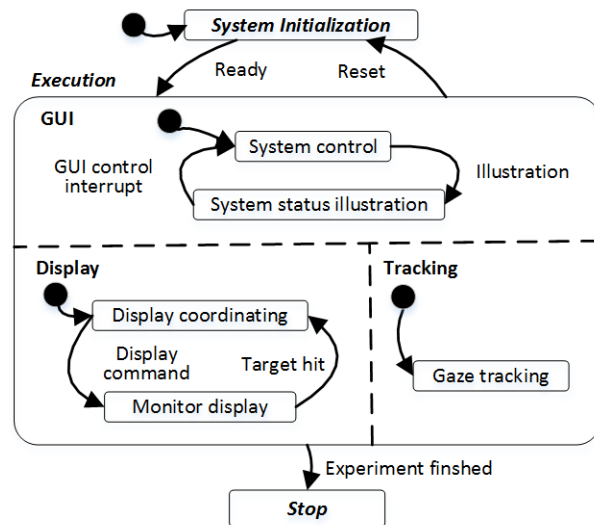 System Initialization
Ready
Reset
Execution
GUI
System control
GUI control
interrupt
Illustration
System status illustration
Display
Tracking
Display coordinating
Display
command
Target hit
Gaze tracking
Monitor display
Experiment finshed
Stop